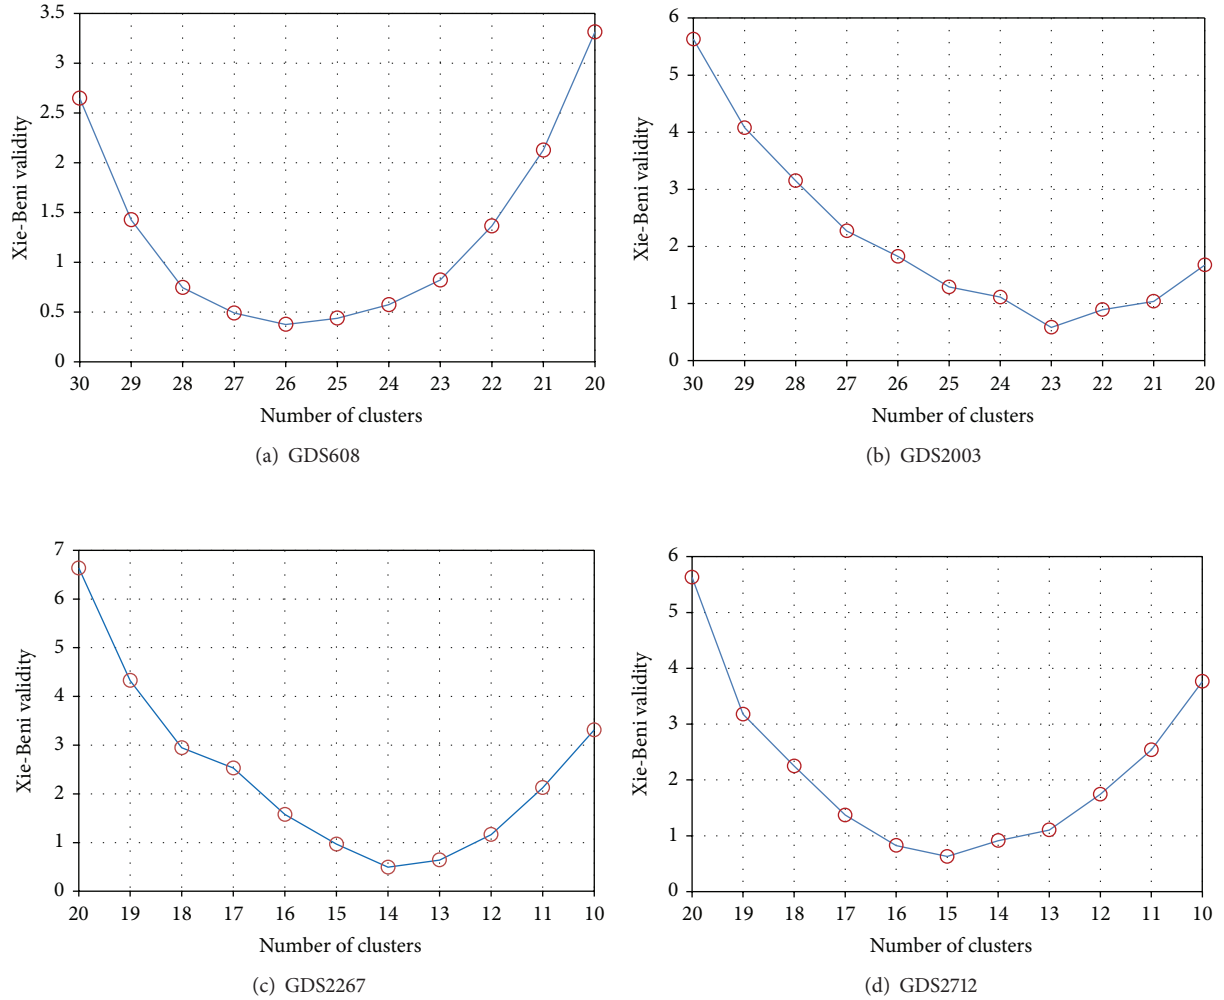 3.5
3
2.5
2
1.5
1
0.5
0
Xie-Beni validity
30 29 28 27 26 25 24 23 22 21 20
Number of clusters
(a) GDS608
6
5
4
3
2
1
0
Xie-Beni validity
30 29 28 27 26 25 24 23 22 21 20
Number of clusters
(b) GDS2003
7
6
5
4
3
2
1
0
Xie-Beni validity
20 19 18 17 16 15 14 13 12 11 10
Number of clusters
(c) GDS2267
6
5
4
3
2
1
0
Xie-Beni validity
20 19 18 17 16 15 14 13 12 11 10
Number of clusters
(d) GDS2712